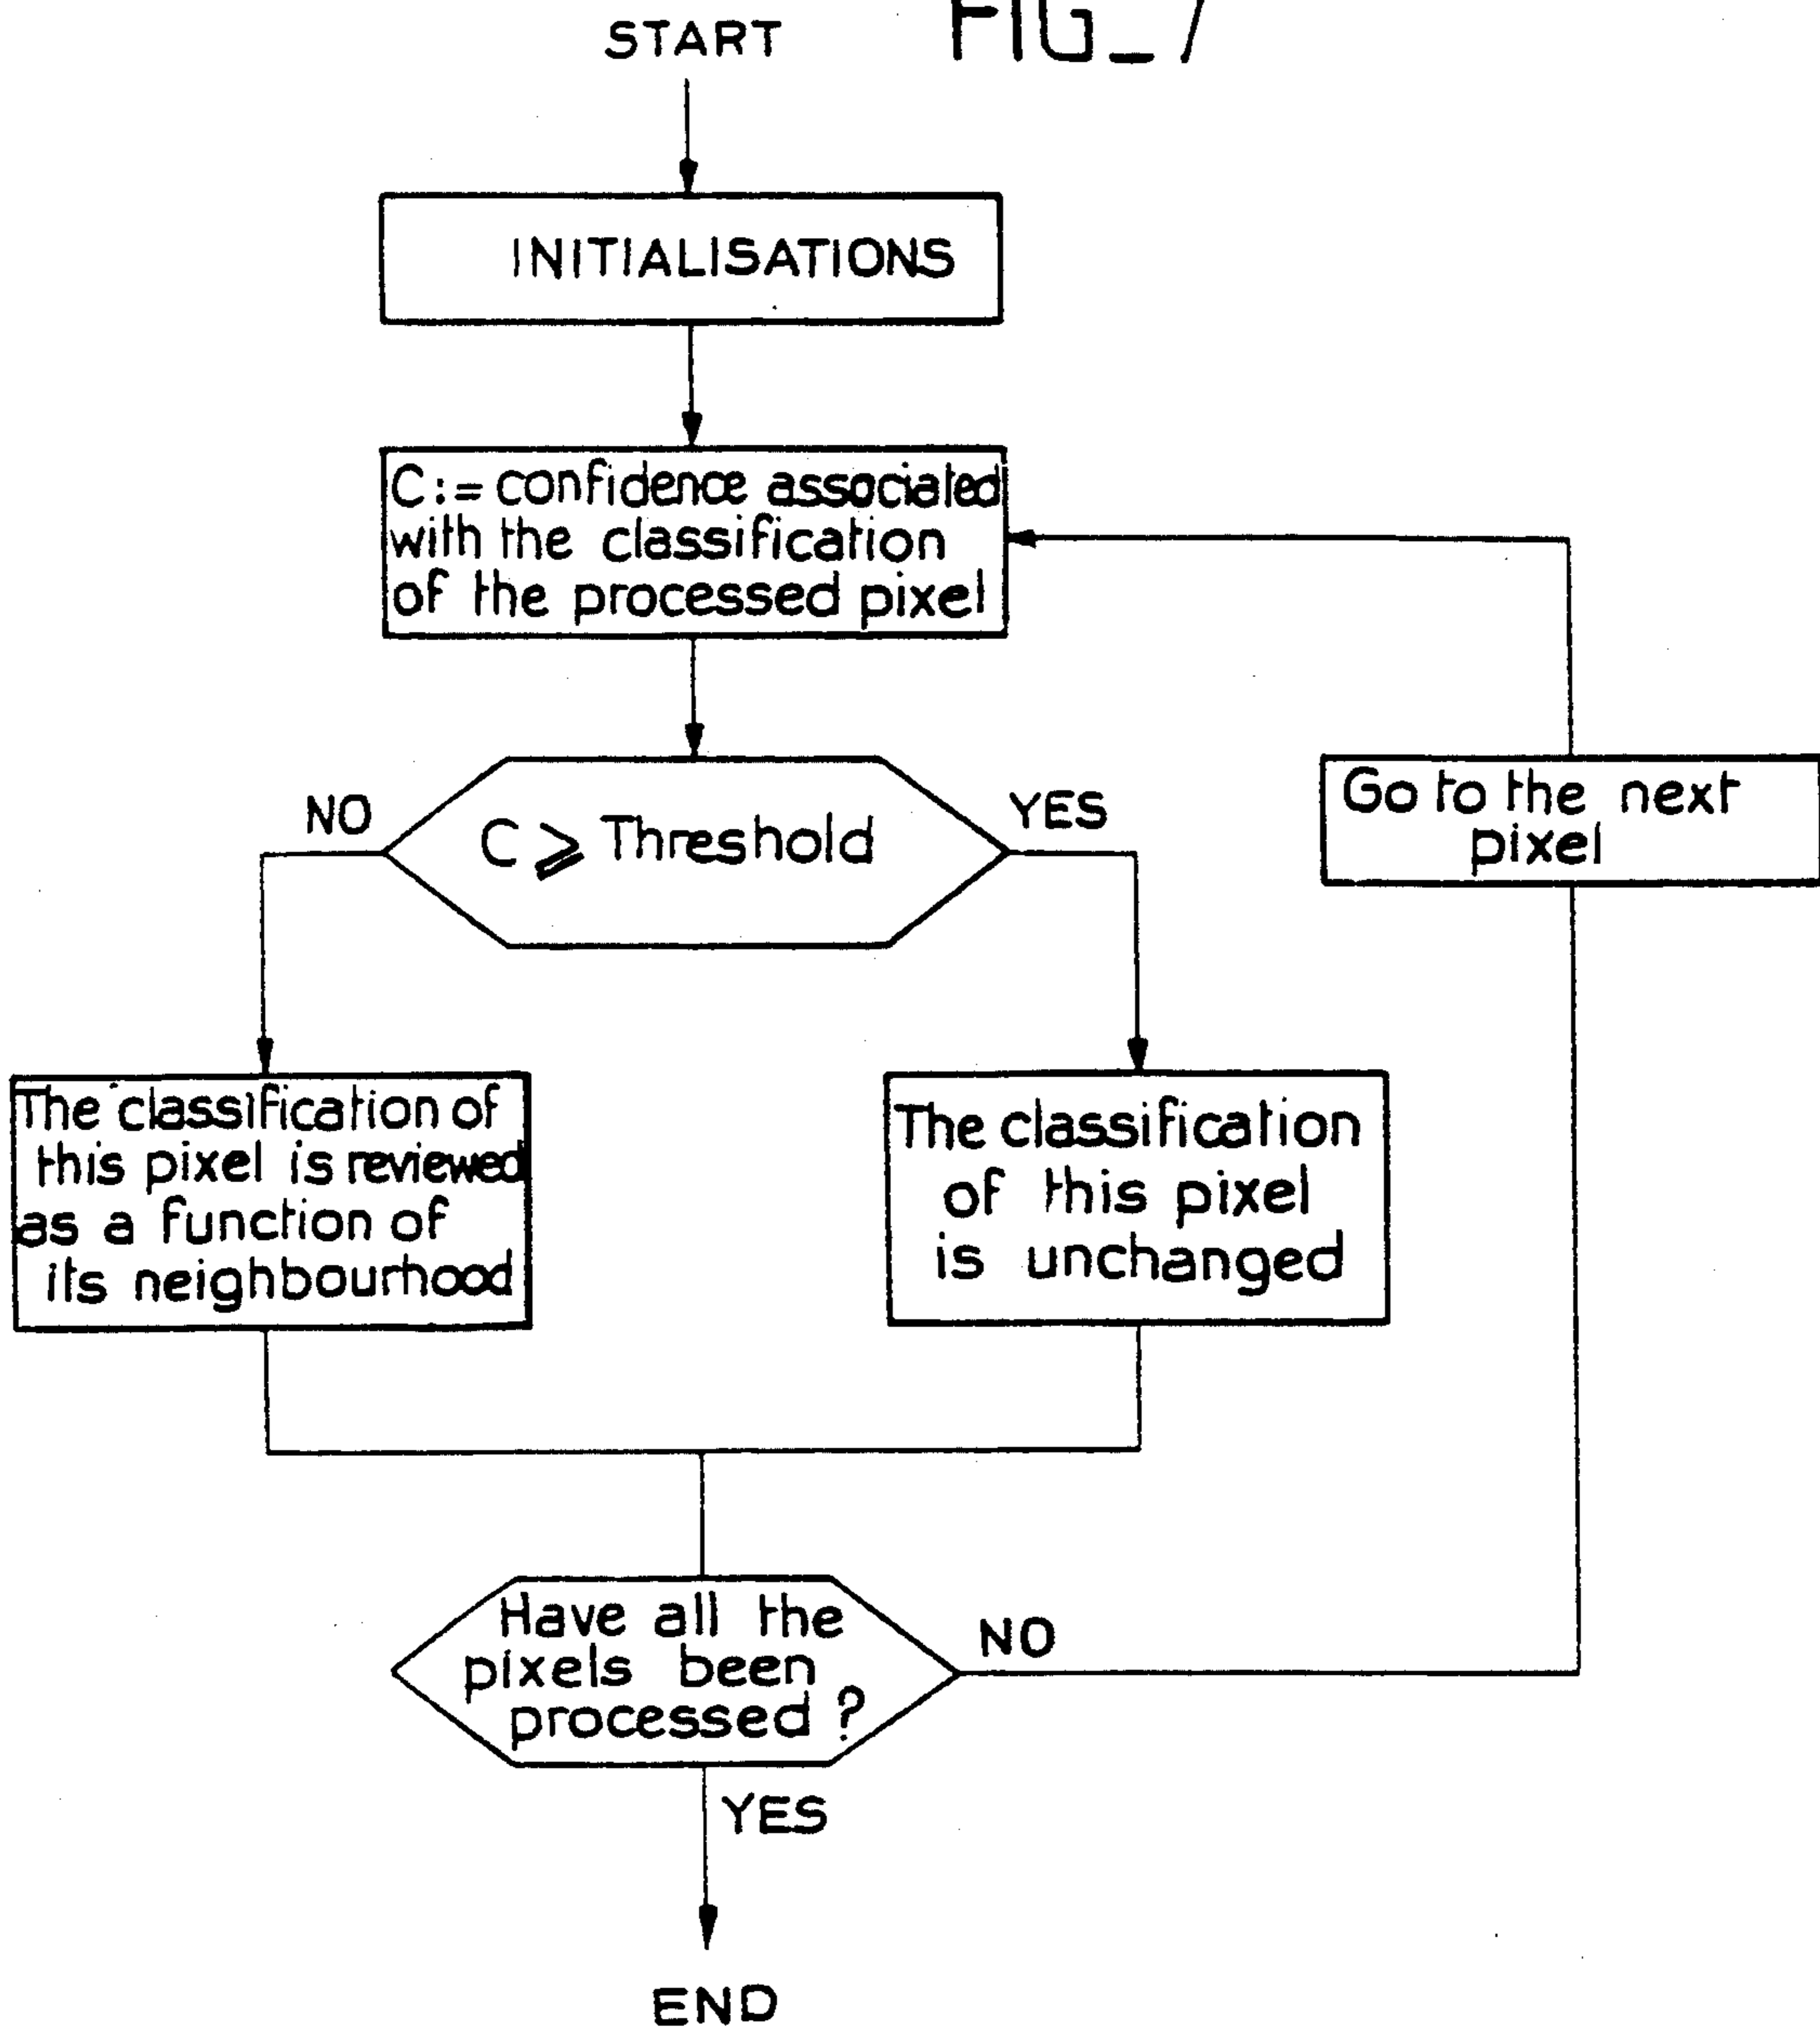 START
FIG_7
INITIALISATIONS
C:= confidence associated
with the classification
of the processed pixel
NO
C ⩾ Threshold
YES
Go to the next
pixel
The classification of
this pixel is reviewed
as a function of
its neighbourhood
The classification
of this pixel
is unchanged
Have all the
pixels been
processed ?
NO
YES
END